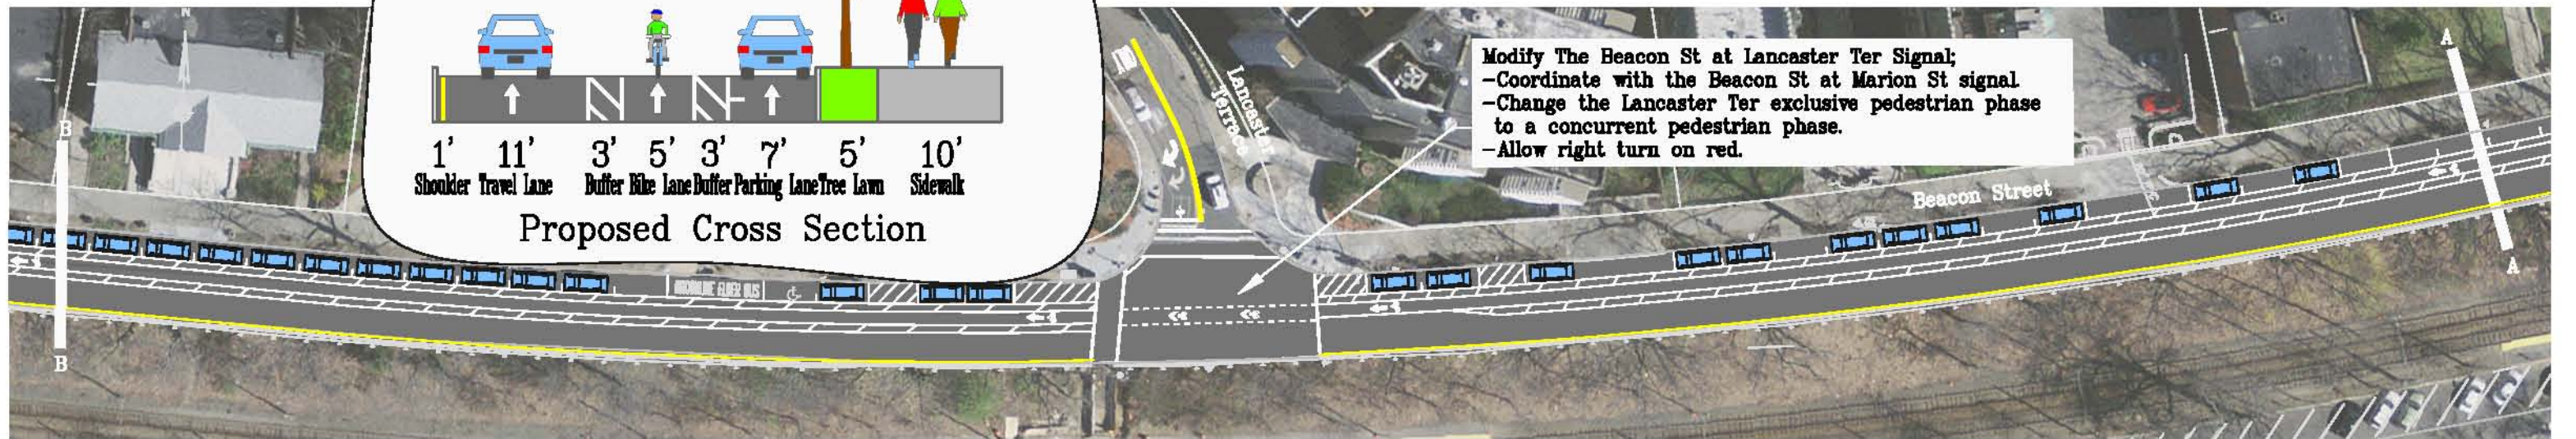 N
B
B
1' 11' 3' 5' 3' 7' 5' 10'
Shoulder Travel Lane Buffer Bike Lane Buffer Parking Lane Tree Lawn Sidewalk
Proposed Cross Section
BROOKLINE ELDER BUS
Lancaster
Terrace
Modify The Beacon St at Lancaster Ter Signal;
-Coordinate with the Beacon St at Marion St signal.
-Change the Lancaster Ter exclusive pedestrian phase
to a concurrent pedestrian phase.
-Allow right turn on red.
Beacon Street
A
A